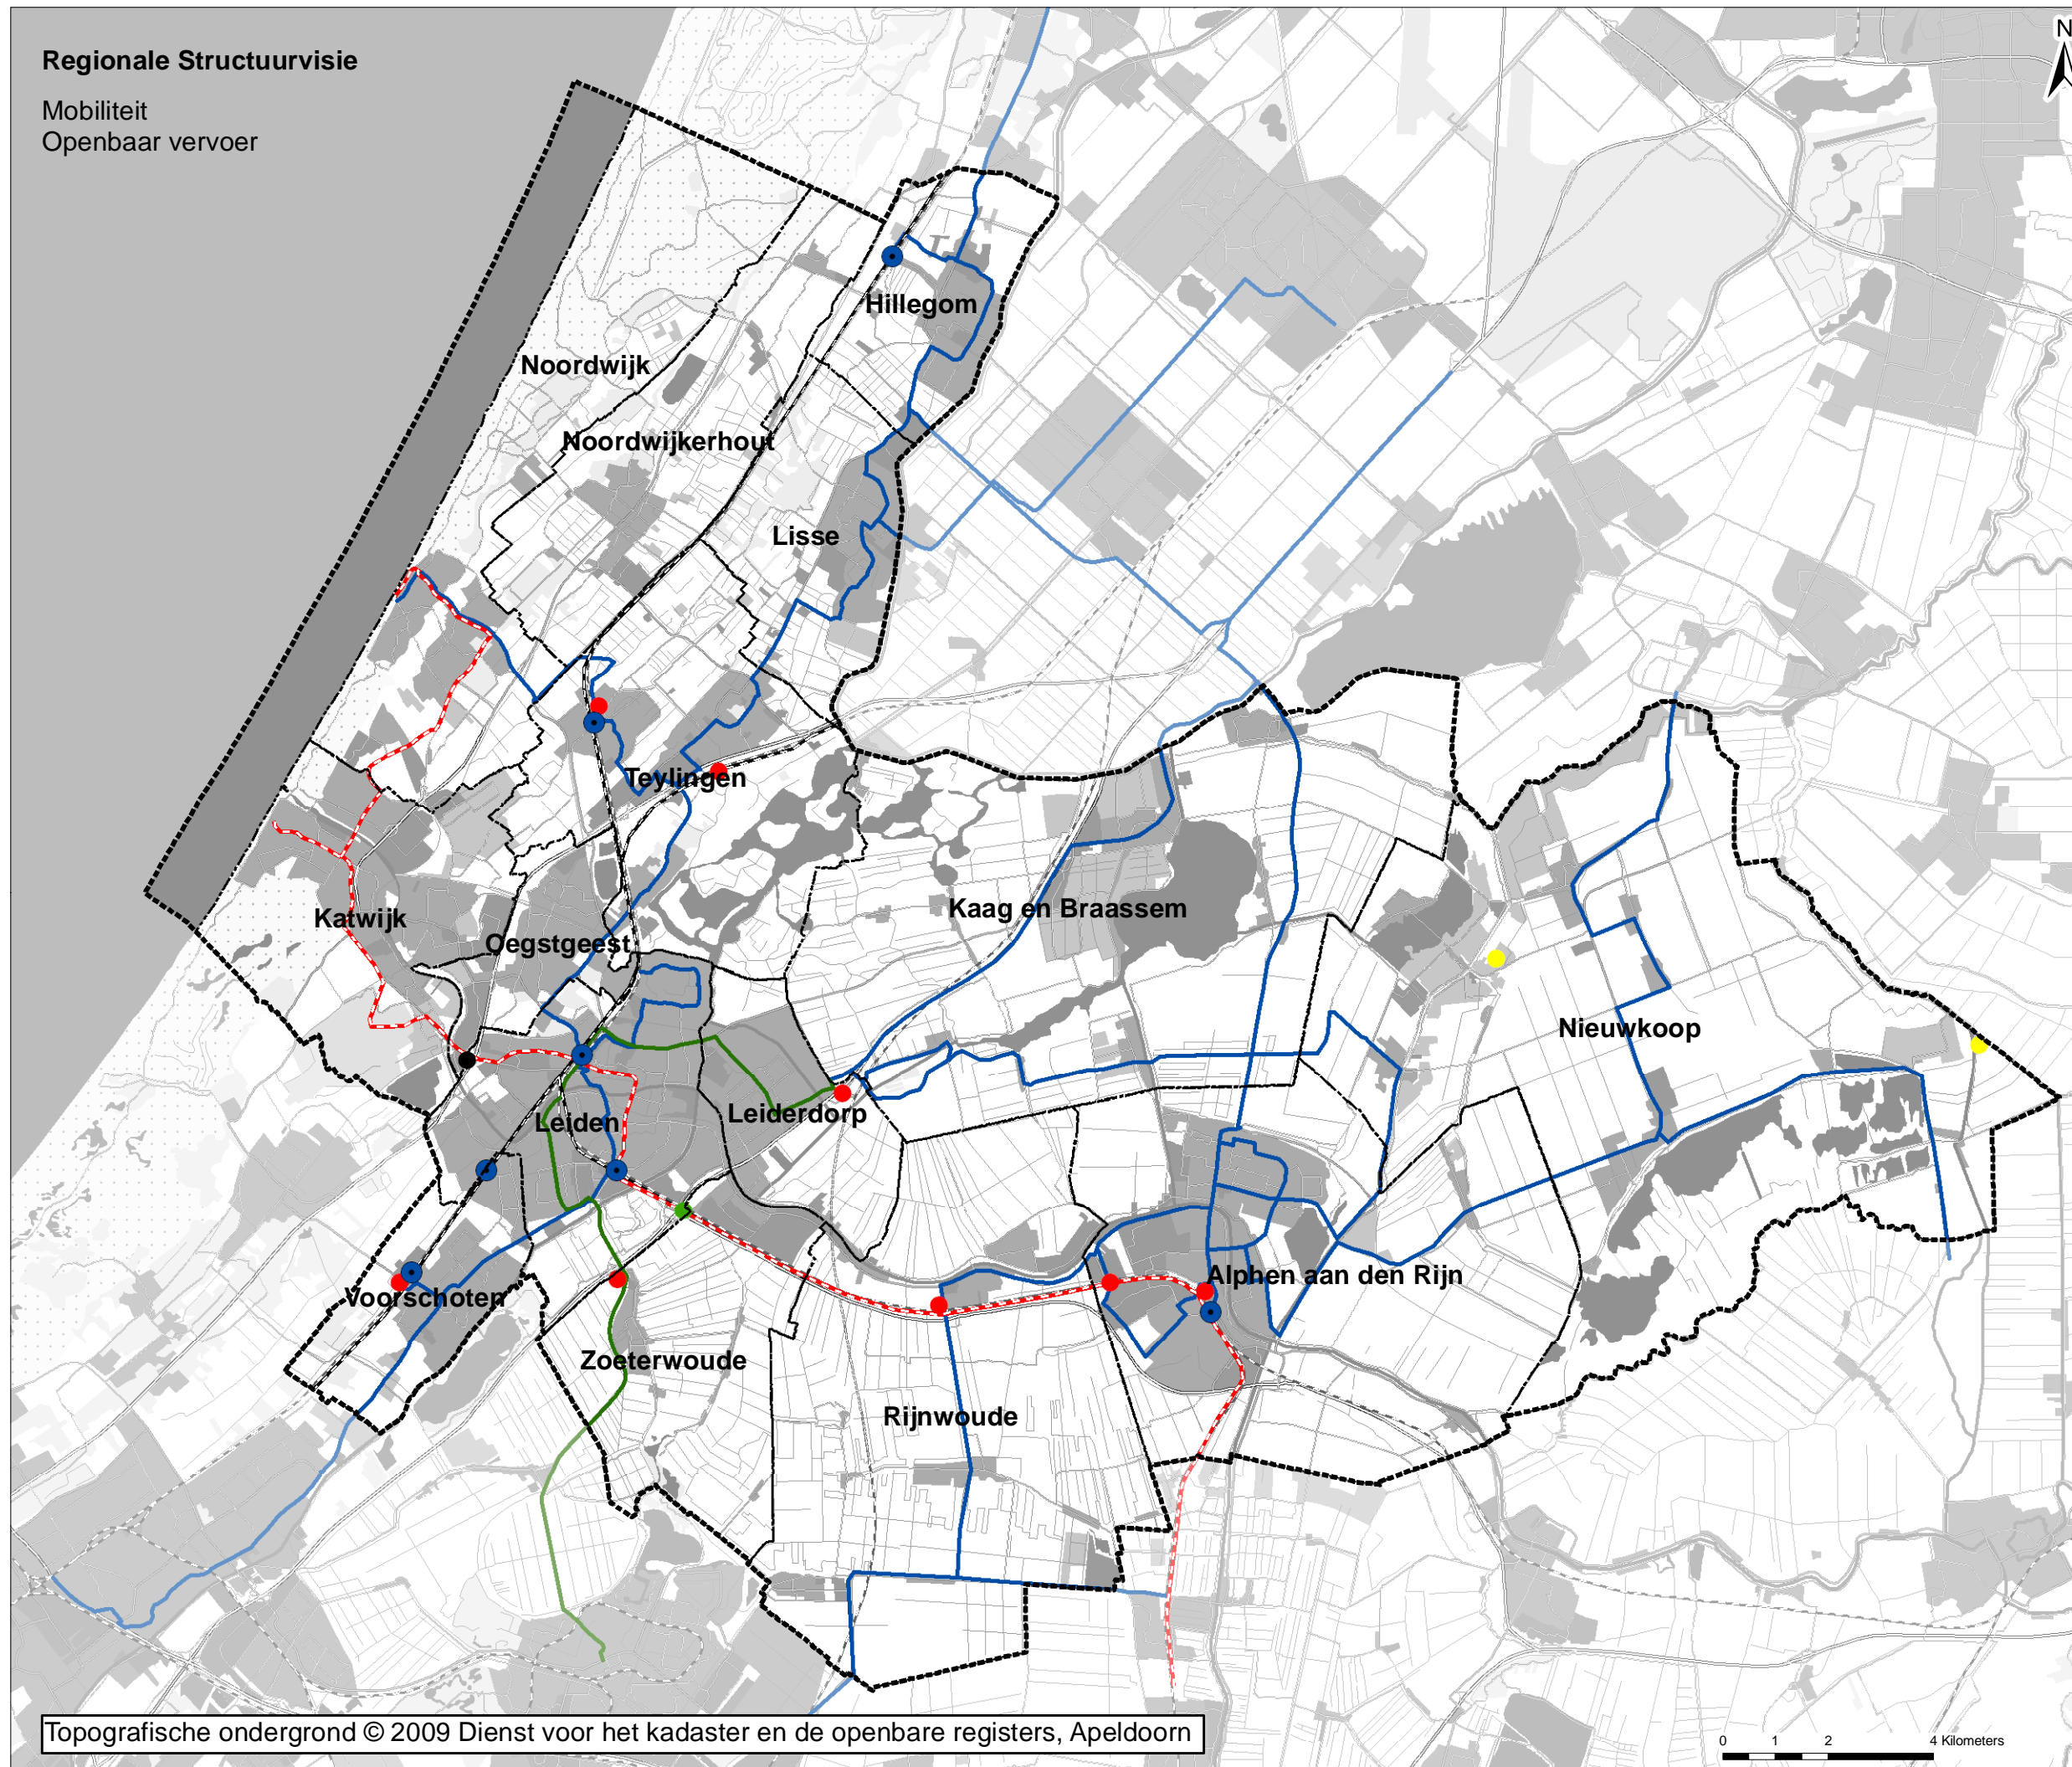 Regionale Structuurvisie
Mobiliteit
Openbaar vervoer
N
Hillegom
Noordwijk
Noordwijkerhout
Lisse
Teylingen
Kaag en Braassem
Katwijk
Oegstgeest
Nieuwkoop
Leiderdorp
Leiden
Alphen aan den Rijn
Voorschoten
Zoeterwoude
Rijnwoude
Topografische ondergrond © 2009 Dienst voor het kadaster en de openbare registers, Apeldoorn
0 1 2 4 Kilometers